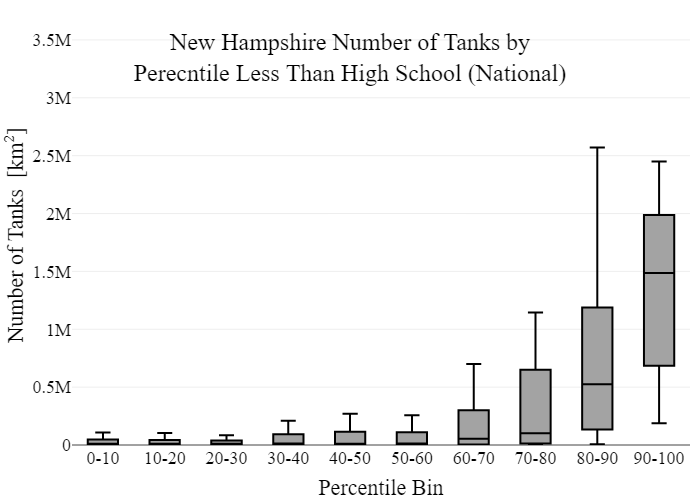 New Hampshire Number of Tanks by
Perecntile Less Than High School (National)
Number of Tanks [km²]
3.5M
3M
2.5M
2M
1.5M
1M
0.5M
0
0-10 10-20 20-30 30-40 40-50 50-60 60-70 70-80 80-90 90-100
Percentile Bin